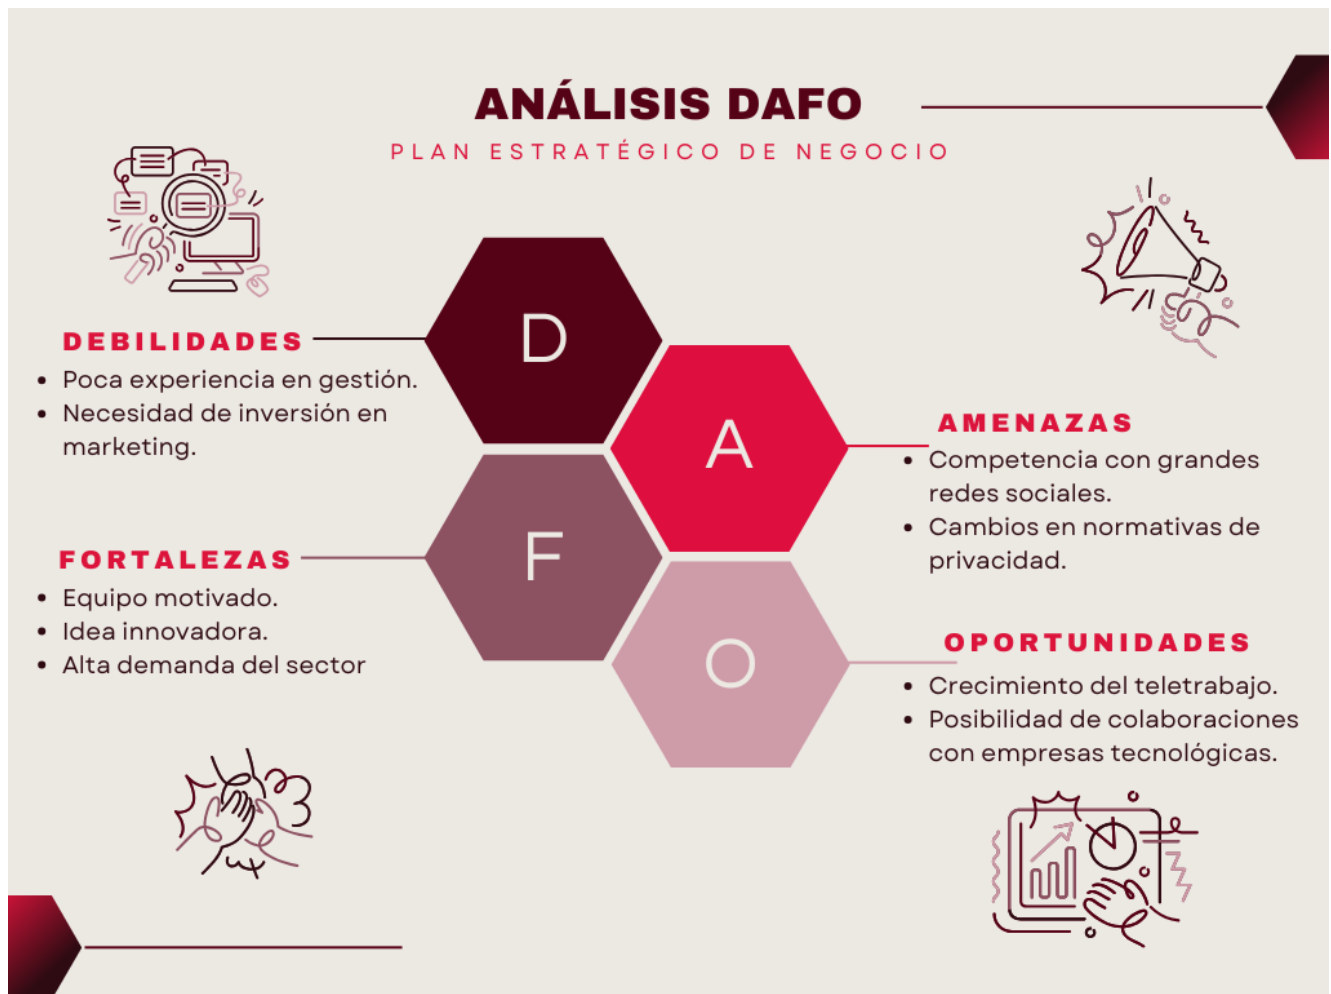 ANÁLISIS DAFO
PLAN ESTRATÉGICO DE NEGOCIO
D
DEBILIDADES
• Poca experiencia en gestión.
• Necesidad de inversión en
marketing.
A
AMENAZAS
• Competencia con grandes
redes sociales.
• Cambios en normativas de
privacidad.
F
FORTALEZAS
• Equipo motivado.
• Idea innovadora.
• Alta demanda del sector
O
OPORTUNIDADES
• Crecimiento del teletrabajo.
• Posibilidad de colaboraciones
con empresas tecnológicas.